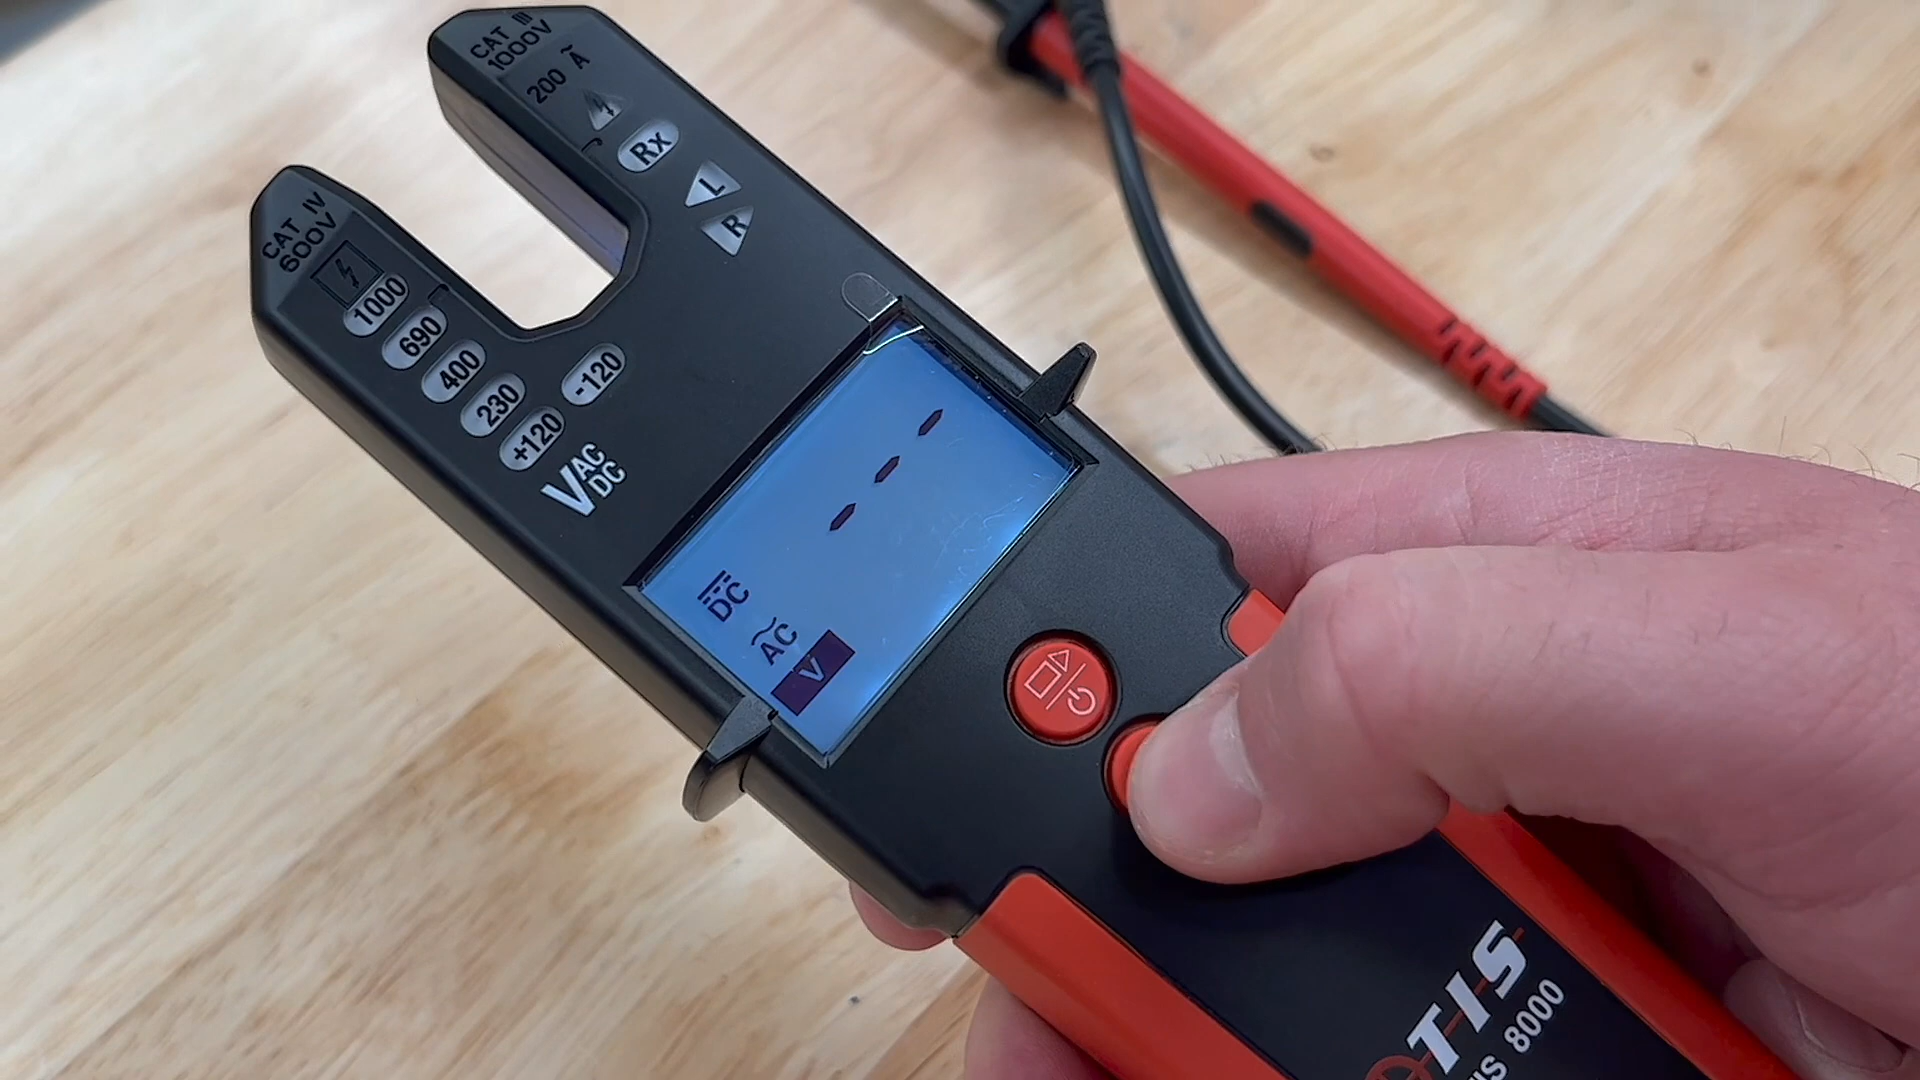 CAT III
1000V
200 Ã
Rx
L
R
CAT IV
600V
1000
690
400
230
+120
-120
V AC
DC
---
DC
AC
V
TIS
TIS 8000